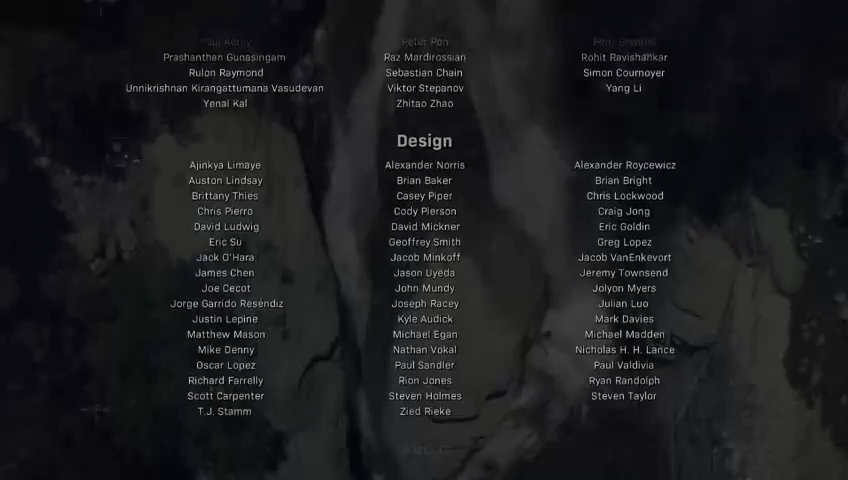 Paul Kerby Peter Pon
Prashanthan Gunasingam Raz Mardirossian Rohit Ravishankar
Rulon Raymond Sebastian Chain Simon Cournoyer
Unnikrishnan Kirangattumana Vasudevan Viktor Stepanov Yang Li
Yenal Kal Zhitao Zhao
Design
Ajinkya Limaye Alexander Norris Alexander Roycewicz
Auston Lindsay Brian Baker Brian Bright
Brittany Thies Casey Piper Chris Lockwood
Chris Pierro Cody Pierson Craig Jong
David Ludwig David Mickner Eric Goldin
Eric Su Geoffrey Smith Greg Lopez
Jack O'Hara Jacob Minkoff Jacob VanEnkevort
James Chen Jason Uyeda Jeremy Townsend
Joe Cecot John Mundy Jolyon Myers
Jorge Garrido Resendiz Joseph Racey Julian Luo
Justin Lepine Kyle Audick Mark Davies
Matthew Mason Michael Egan Michael Madden
Mike Denny Nathan Vokal Nicholas H. H. Lance
Oscar Lopez Paul Sandler Paul Valdivia
Richard Farrelly Rion Jones Ryan Randolph
Scott Carpenter Steven Holmes Steven Taylor
T.J. Stamm Zied Rieke